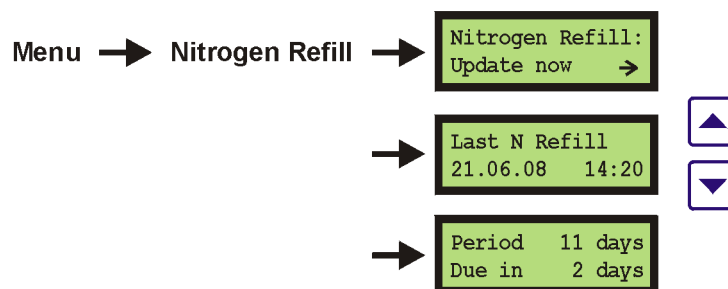 Menu → Nitrogen Refill → Nitrogen Refill:
Update now →
Last N Refill
21.06.08 14:20
Period 11 days
Due in 2 days